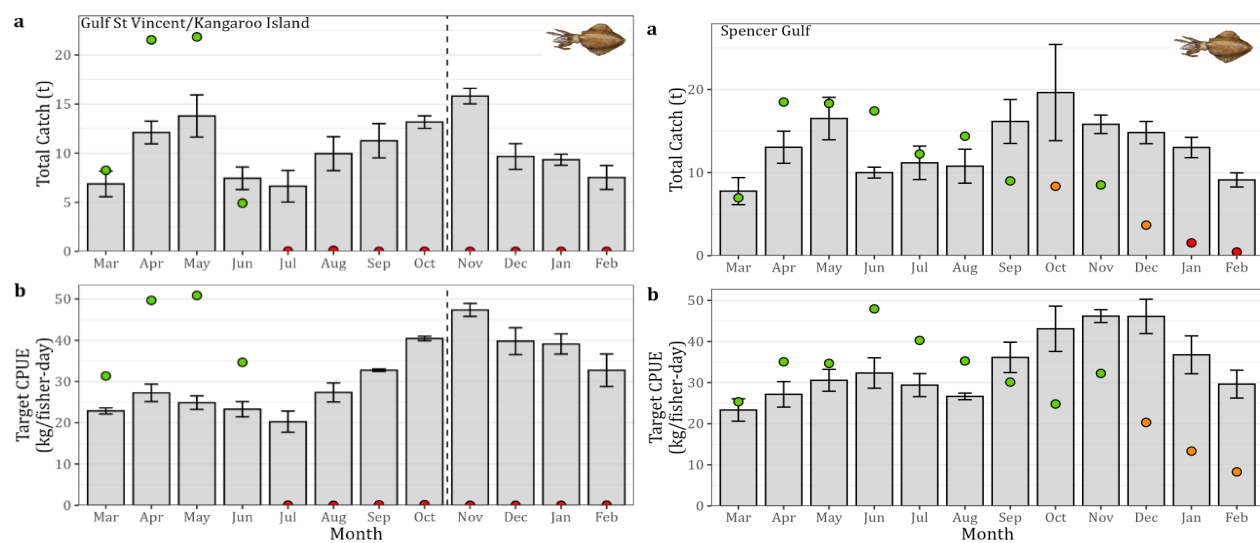 a
Gulf St Vincent/Kangaroo Island
Total Catch (t)
20
15
10
5
0
Mar Apr May Jun Jul Aug Sep Oct Nov Dec Jan Feb
b
Target CPUE
(kg/fisher-day)
50
40
30
20
10
0
Mar Apr May Jun Jul Aug Sep Oct Nov Dec Jan Feb
Month
a
Spencer Gulf
Total Catch (t)
20
10
0
Mar Apr May Jun Jul Aug Sep Oct Nov Dec Jan Feb
b
Target CPUE
(kg/fisher-day)
50
40
30
20
10
0
Mar Apr May Jun Jul Aug Sep Oct Nov Dec Jan Feb
Month